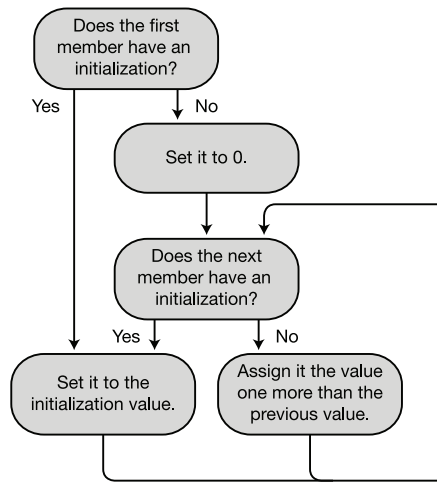 Does the first
member have an
initialization?
Yes
No
Set it to 0.
Does the next
member have an
initialization?
Yes
No
Set it to the
initialization value.
Assign it the value
one more than the
previous value.